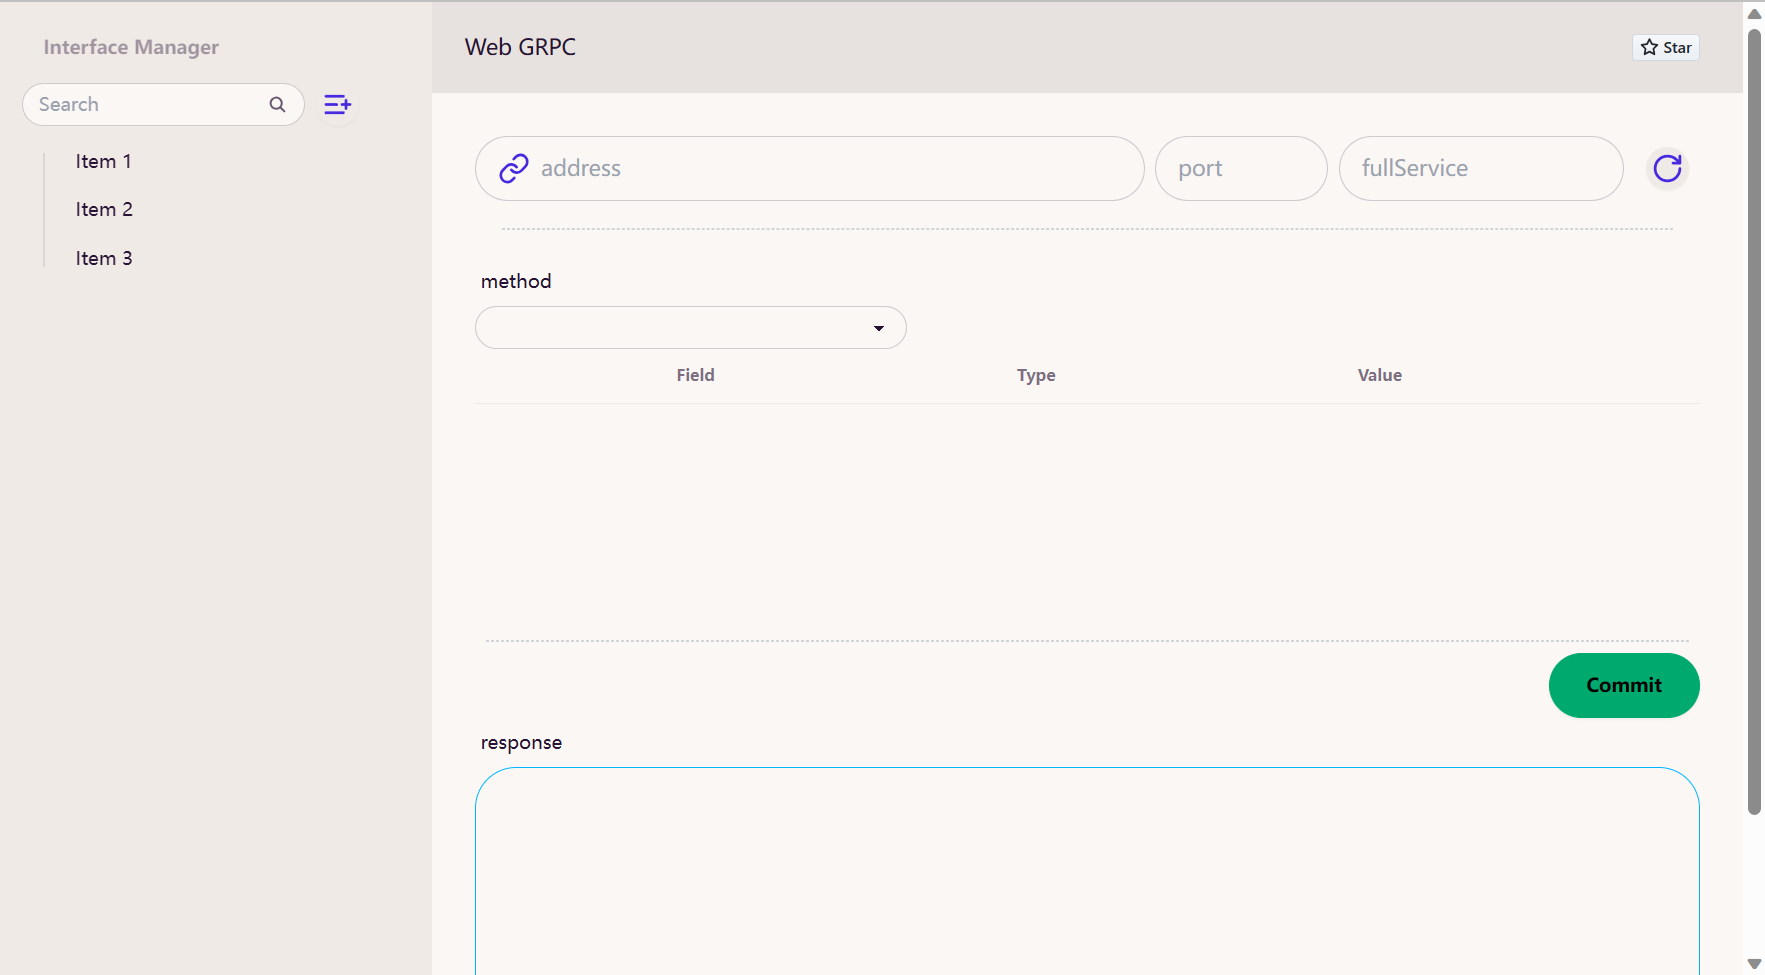 Interface Manager
Search
Item 1
Item 2
Item 3
Web GRPC
Star
address
port
fullService
method
Field
Type
Value
Commit
response